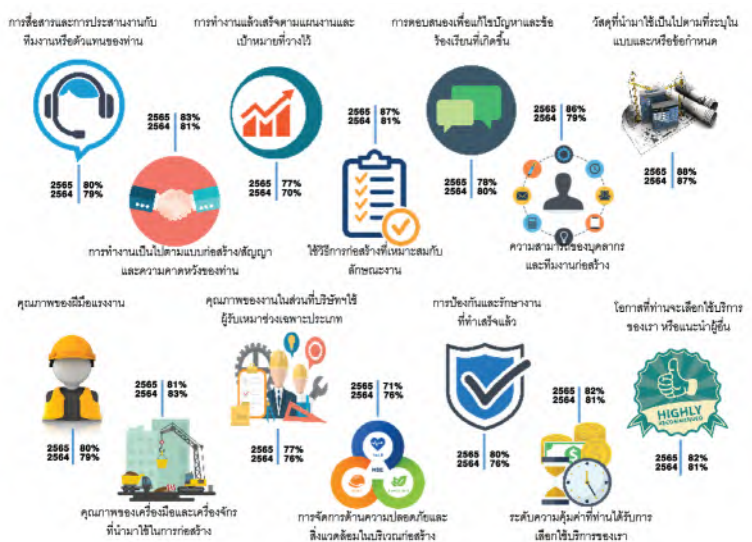 การสื่อสารและการประสานงานกับ
ทีมงานหรือตัวแทนของท่าน
2565 80%
2564 79%
2565 83%
2564 81%
การทำงานเป็นไปตามแบบก่อสร้าง/สัญญา
และความคาดหวังของท่าน
การทำงานแล้วเสร็จตามแผนงานและ
เป้าหมายที่วางไว้
2565 77%
2564 70%
2565 87%
2564 81%
ใช้วิธีการก่อสร้างที่เหมาะสมกับ
ลักษณะงาน
การตอบสนองเพื่อแก้ไขปัญหาและข้อ
ร้องเรียนที่เกิดขึ้น
2565 78%
2564 80%
2565 86%
2564 79%
ความสามารถของบุคลากร
และทีมงานก่อสร้าง
วัสดุที่นำมาใช้เป็นไปตามที่ระบุใน
แบบและ/หรือข้อกำหนด
2565 88%
2564 87%
คุณภาพของฝีมือแรงงาน
2565 80%
2564 79%
2565 81%
2564 83%
คุณภาพของเครื่องมือและเครื่องจักร
ที่นำมาใช้ในการก่อสร้าง
คุณภาพของงานในส่วนที่บริษัทฯใช้
ผู้รับเหมาช่วงเฉพาะประเภท
2565 77%
2564 76%
2565 71%
2564 76%
HSE
การจัดการด้านความปลอดภัยและ
สิ่งแวดล้อมในบริเวณก่อสร้าง
การป้องกันและรักษางาน
ที่ทำเสร็จแล้ว
2565 80%
2564 76%
2565 82%
2564 81%
ระดับความคุ้มค่าที่ท่านได้รับการ
เลือกใช้บริการของเรา
โอกาสที่ท่านจะเลือกใช้บริการ
ของเรา หรือแนะนำผู้อื่น
HIGHLY
RECOMMENDED
2565 82%
2564 81%